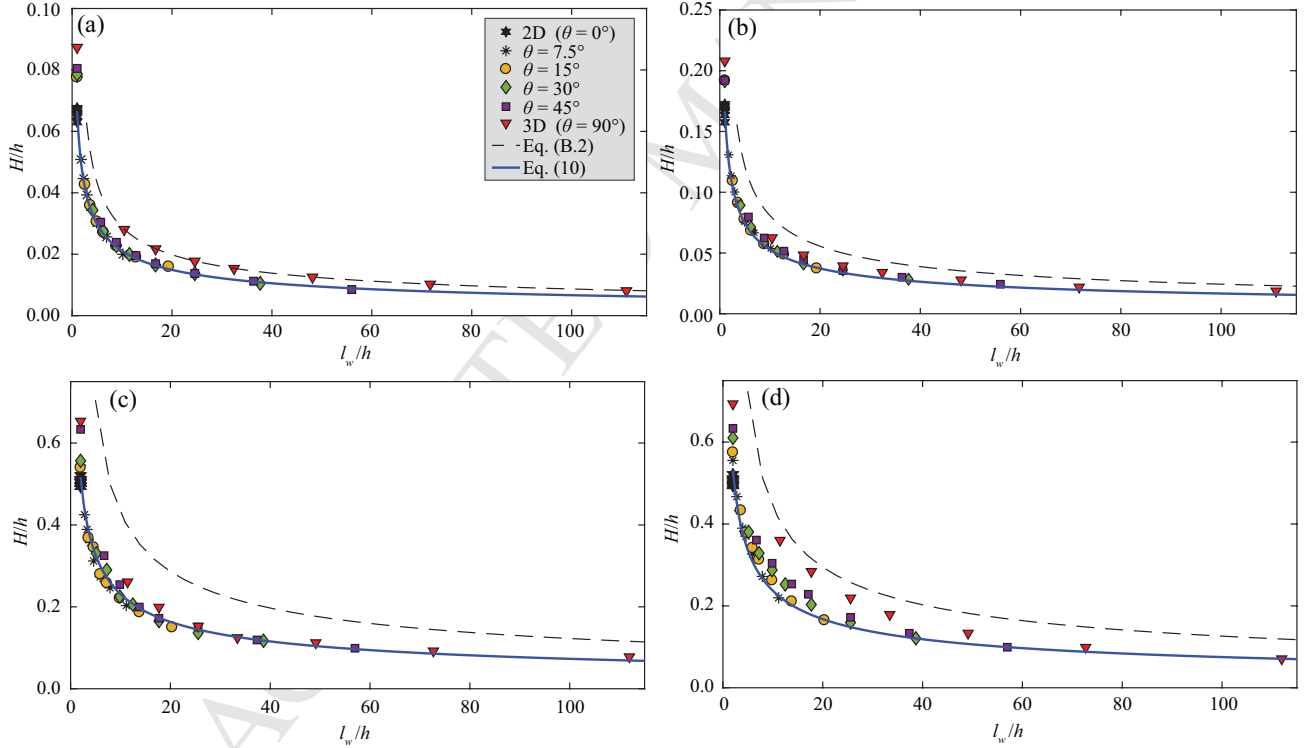 (a)
0.10
0.08
0.06
0.04
0.02
0.00
H/h
0
20
40
60
80
100
l_w/h
2D (θ = 0°)
θ = 7.5°
θ = 15°
θ = 30°
θ = 45°
3D (θ = 90°)
Eq. (B.2)
Eq. (10)
(b)
0.25
0.20
0.15
0.10
0.05
0.00
H/h
0
20
40
60
80
100
l_w/h
(c)
0.6
0.4
0.2
0.0
H/h
0
20
40
60
80
100
l_w/h
(d)
0.6
0.4
0.2
0.0
H/h
0
20
40
60
80
100
l_w/h